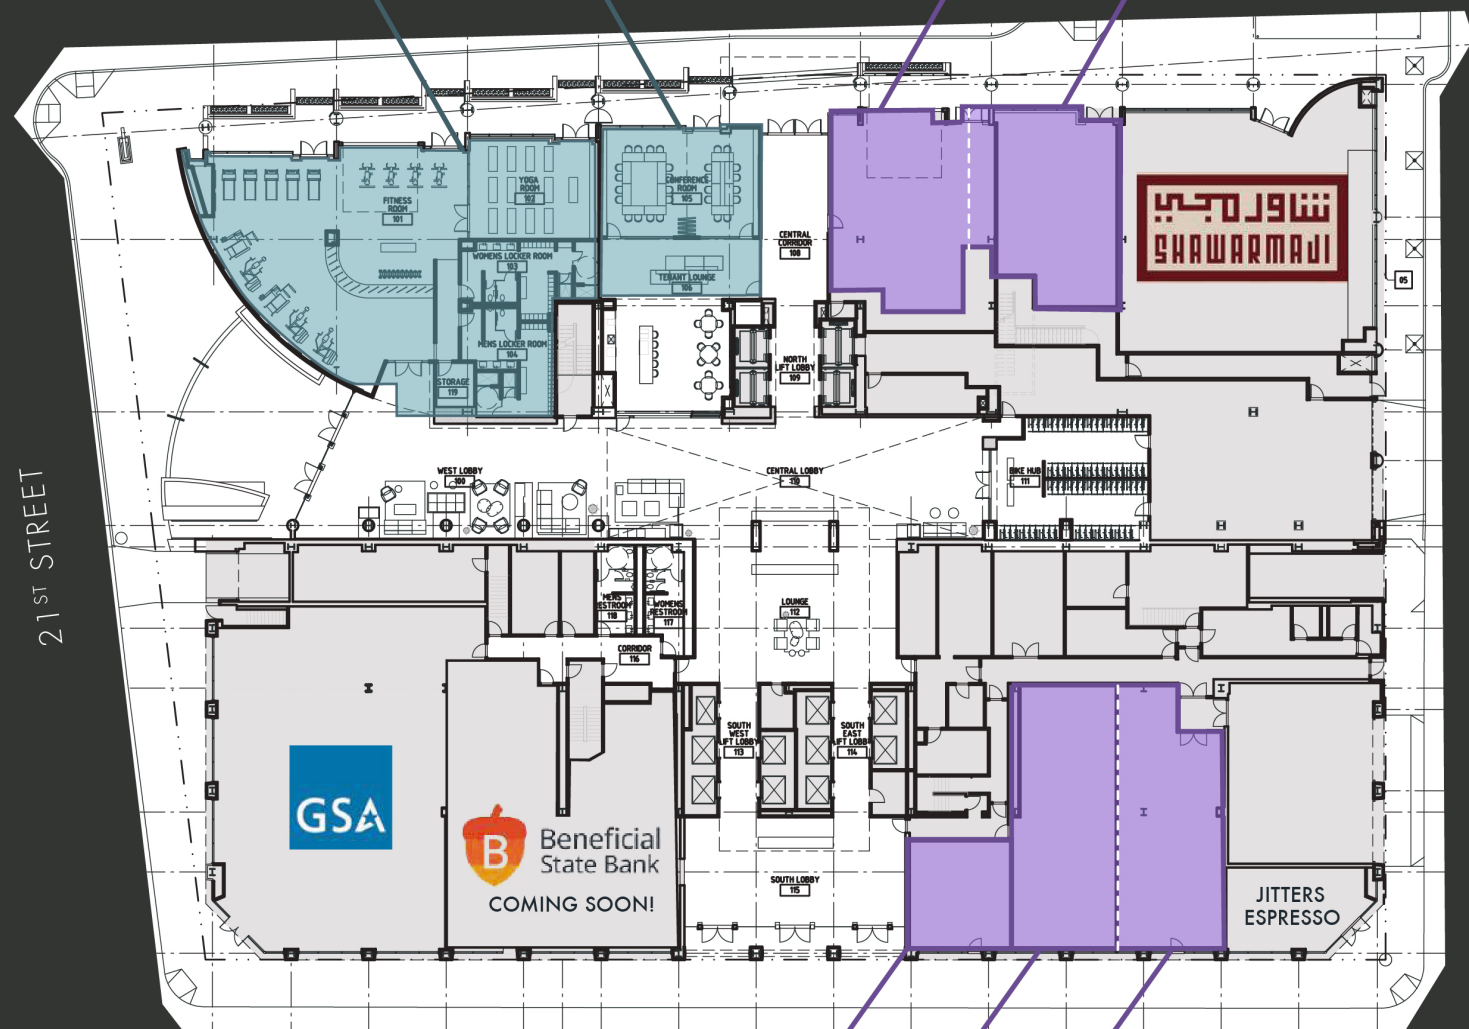 FITNESS
ROOM
101
YOGA
ROOM
102
CONFERENCE
ROOM
105
WOMENS LOCKER ROOM
103
TENANT LOUNGE
106
MENS LOCKER ROOM
104
STORAGE
119
CENTRAL
CORRIDOR
108
NORTH
LIFT LOBBY
109
شاورمجي
SHAWARMAJI
05
WEST LOBBY
100
CENTRAL LOBBY
110
BIKE HUB
111
21ST STREET
MENS
RESTROOM
118
WOMENS
RESTROOM
117
CORRIDOR
116
LOUNGE
112
SOUTH
WEST
LIFT LOBBY
113
SOUTH
EAST
LIFT LOBBY
114
SOUTH LOBBY
115
GSA
B
Beneficial
State Bank
COMING SOON!
JITTERS
ESPRESSO